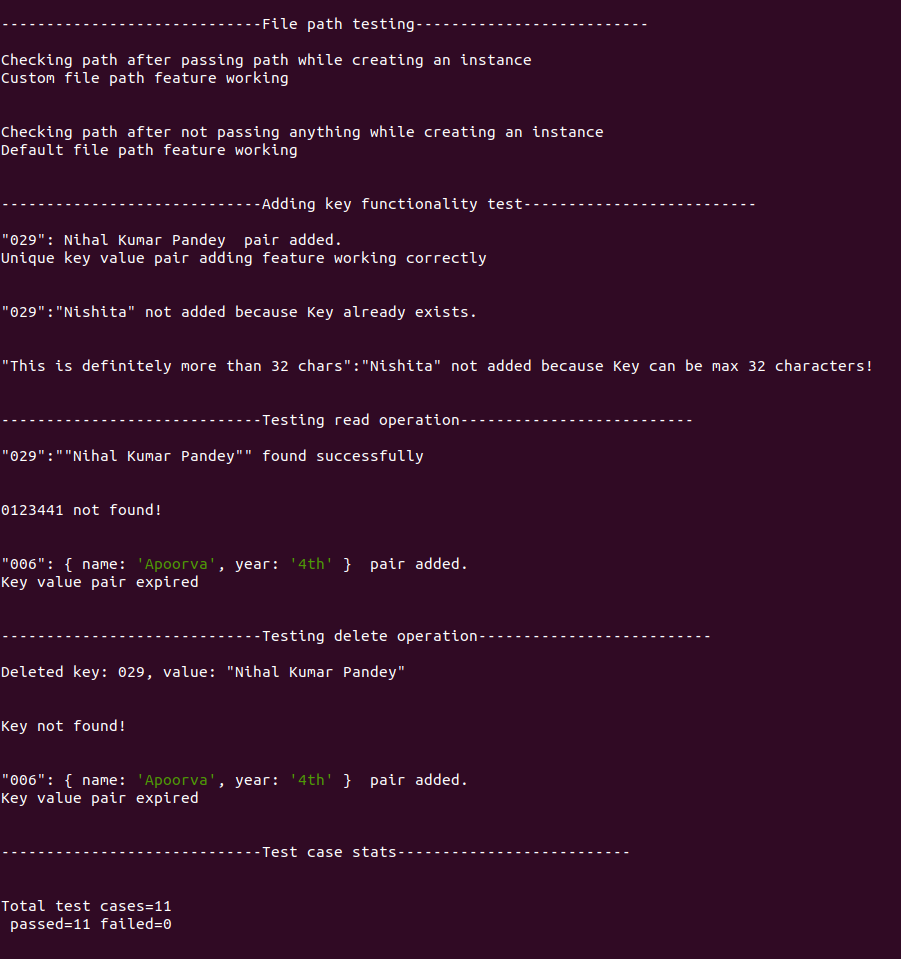 -----------------------------File path testing--------------------------
Checking path after passing path while creating an instance
Custom file path feature working
Checking path after not passing anything while creating an instance
Default file path feature working
-----------------------------Adding key functionality test--------------------------
"029": Nihal Kumar Pandey  pair added.
Unique key value pair adding feature working correctly
"029":"Nishita" not added because Key already exists.
"This is definitely more than 32 chars":"Nishita" not added because Key can be max 32 characters!
-----------------------------Testing read operation--------------------------
"029":""Nihal Kumar Pandey"" found successfully
0123441 not found!
"006": { name: 'Apoorva', year: '4th' }  pair added.
Key value pair expired
-----------------------------Testing delete operation--------------------------
Deleted key: 029, value: "Nihal Kumar Pandey"
Key not found!
"006": { name: 'Apoorva', year: '4th' }  pair added.
Key value pair expired
-----------------------------Test case stats--------------------------
Total test cases=11
 passed=11 failed=0